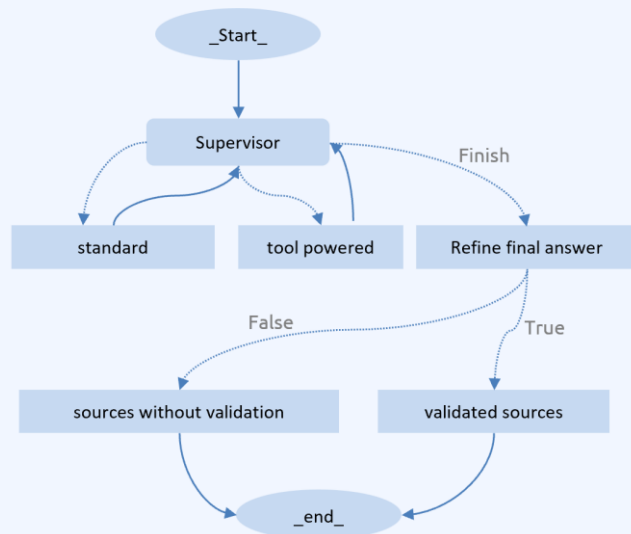 _Start_
Supervisor
Finish
standard
tool powered
Refine final answer
False
True
sources without validation
validated sources
_end_